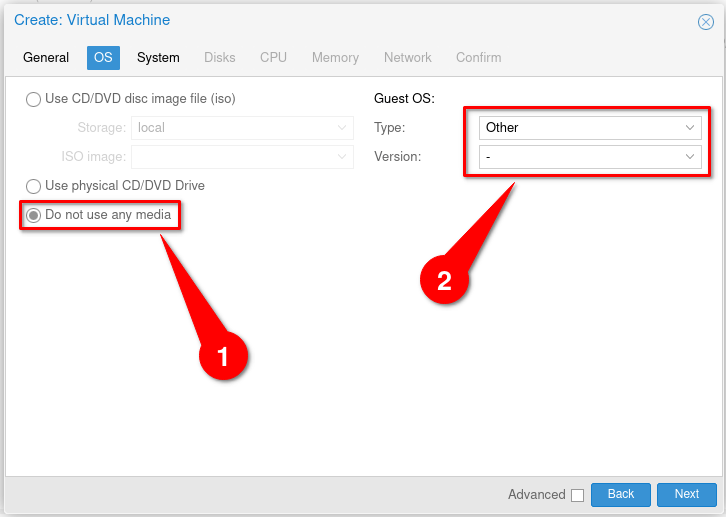 Create: Virtual Machine
General OS System Disks CPU Memory Network Confirm
Use CD/DVD disc image file (iso)
Storage: local
ISO image:
Use physical CD/DVD Drive
Do not use any media
Guest OS:
Type: Other
Version: -
1
2
Advanced Back Next